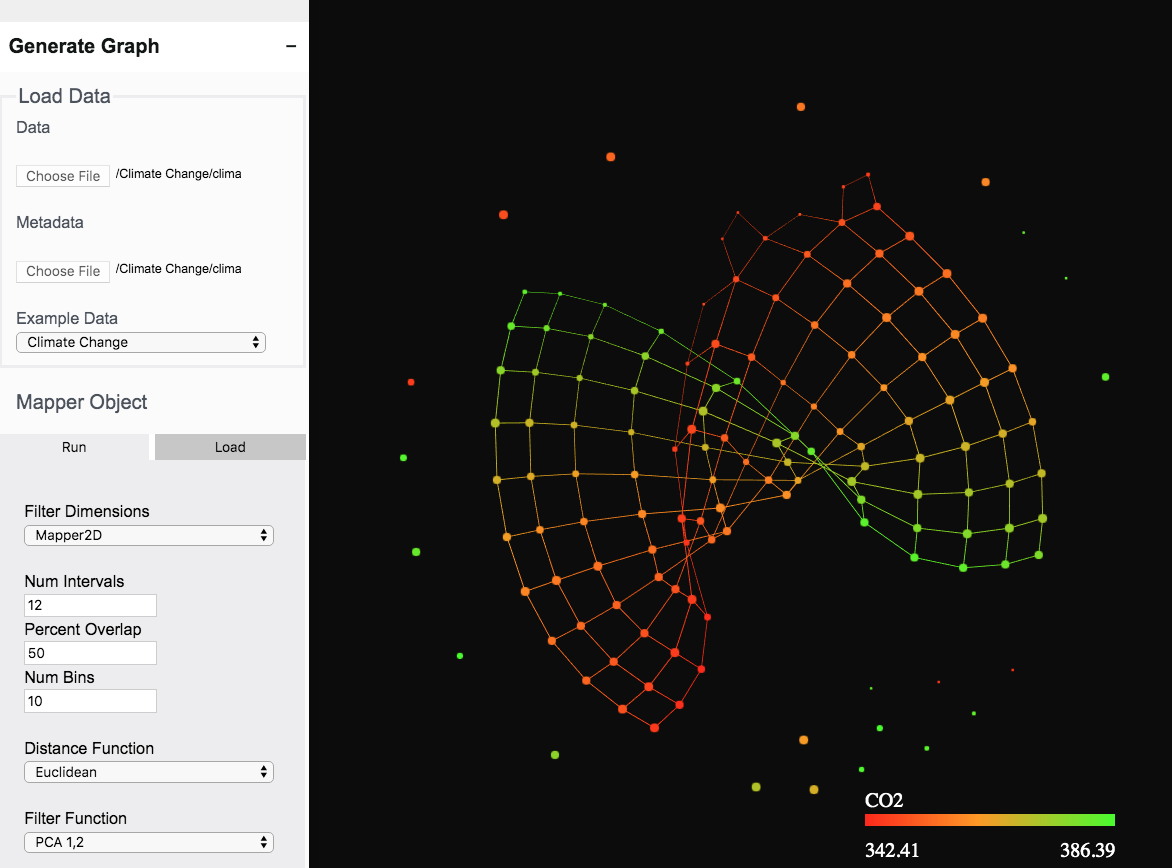 Generate Graph –
Load Data
Data
Choose File /Climate Change/clima
Metadata
Choose File /Climate Change/clima
Example Data
Climate Change
Mapper Object
Run Load
Filter Dimensions
Mapper2D
Num Intervals
12
Percent Overlap
50
Num Bins
10
Distance Function
Euclidean
Filter Function
PCA 1,2
CO2
342.41 386.39